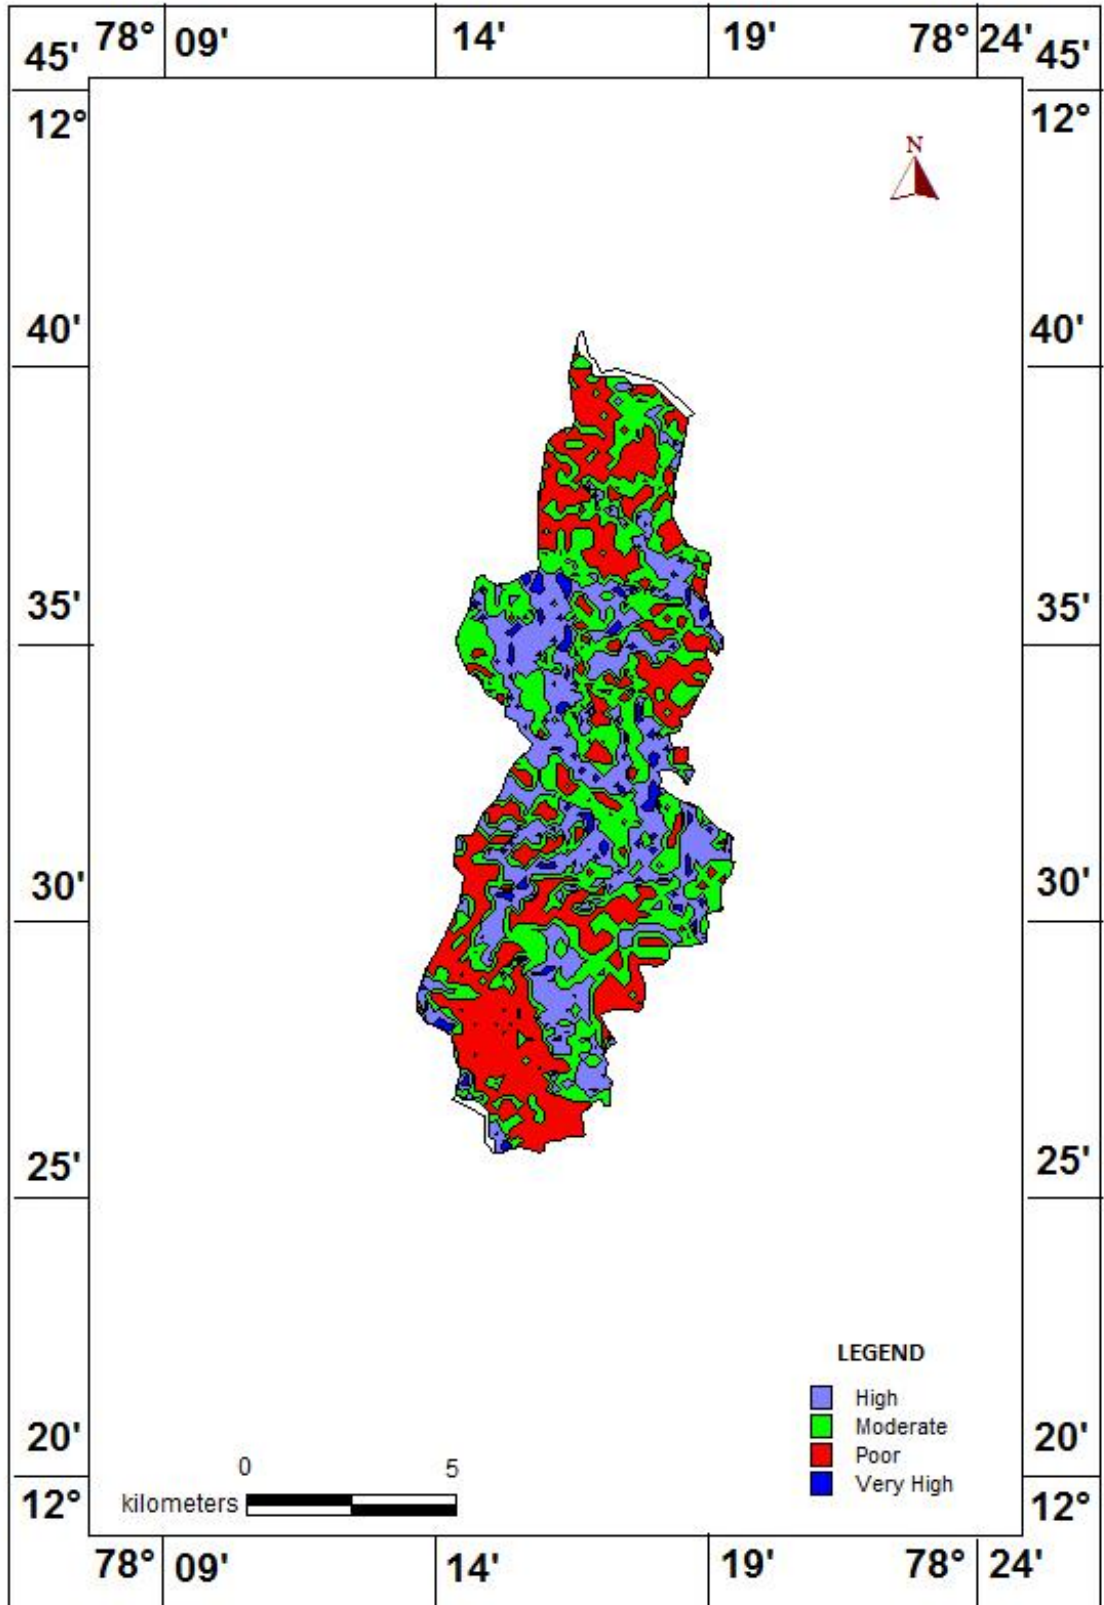 78° 09' 14' 19' 78° 24'
45' 45'
12° 12°
N
40' 40'
35' 35'
30' 30'
25' 25'
LEGEND
High
Moderate
Poor
Very High
20' 20'
0 5
kilometers
12° 12°
78° 09' 14' 19' 78° 24'